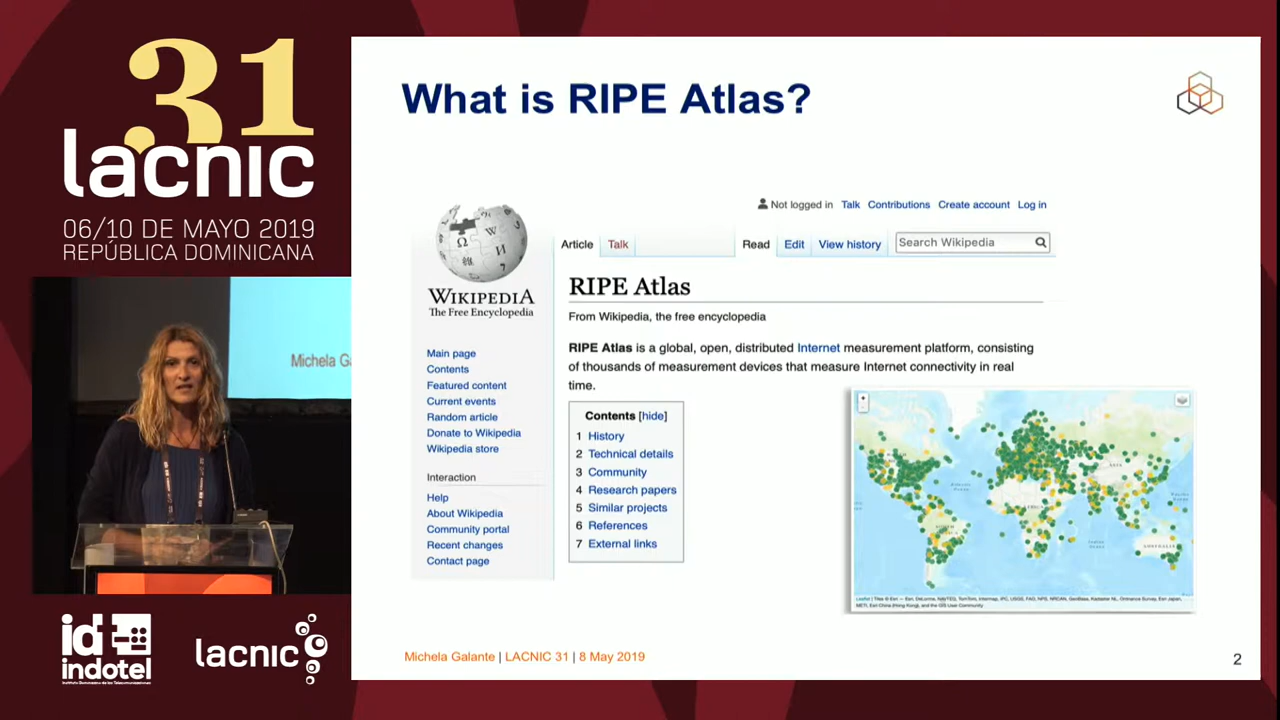 31
lacnic
06/10 DE MAYO 2019
REPÚBLICA DOMINICANA
Michela Ga
id
indotel
lacnic
What is RIPE Atlas?
Not logged in Talk Contributions Create account Log in
Article Talk Read Edit View history Search Wikipedia
WIKIPEDIA
The Free Encyclopedia
Main page
Contents
Featured content
Current events
Random article
Donate to Wikipedia
Wikipedia store
Interaction
Help
About Wikipedia
Community portal
Recent changes
Contact page
RIPE Atlas
From Wikipedia, the free encyclopedia
RIPE Atlas is a global, open, distributed Internet measurement platform, consisting
of thousands of measurement devices that measure Internet connectivity in real
time.
Contents [hide]
1 History
2 Technical details
3 Community
4 Research papers
5 Similar projects
6 References
7 External links
Michela Galante | LACNIC 31 | 8 May 2019
2